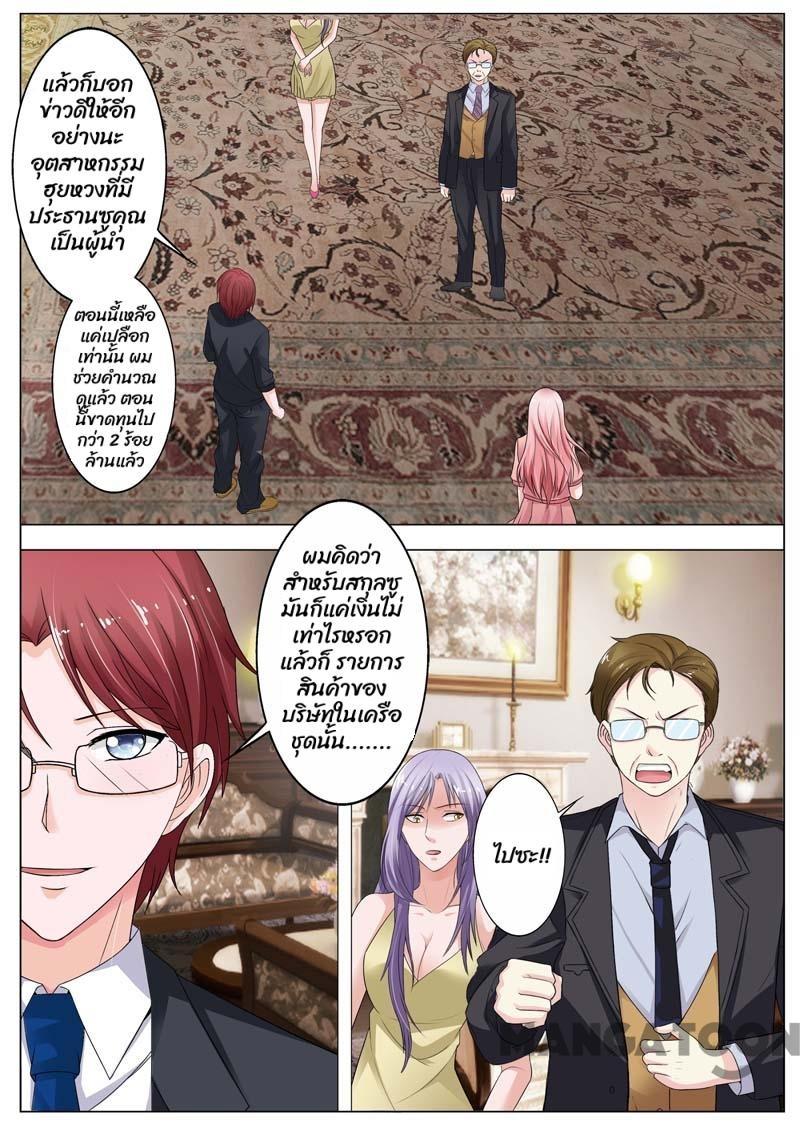 แล้วก็บอก
ข่าวดีให้อีก
อย่างนะ
อุตสาหกรรม
ฮุยหวงที่มี
ประธานซูคุณ
เป็นผู้นำ
ตอนนี้เหลือ
แค่เปลือก
เท่านั้น ผม
ช่วยคำนวณ
ดูแล้ว ตอน
นี้ขาดทุนไป
กว่า 2 ร้อย
ล้านแล้ว
ผมคิดว่า
สำหรับสกุลซู
มันก็แค่เงินไม่
เท่าไรหรอก
แล้วก็ รายการ
สินค้าของ
บริษัทในเครือ
ชุดนั้น.......
ไปซะ!!
MANGATOON